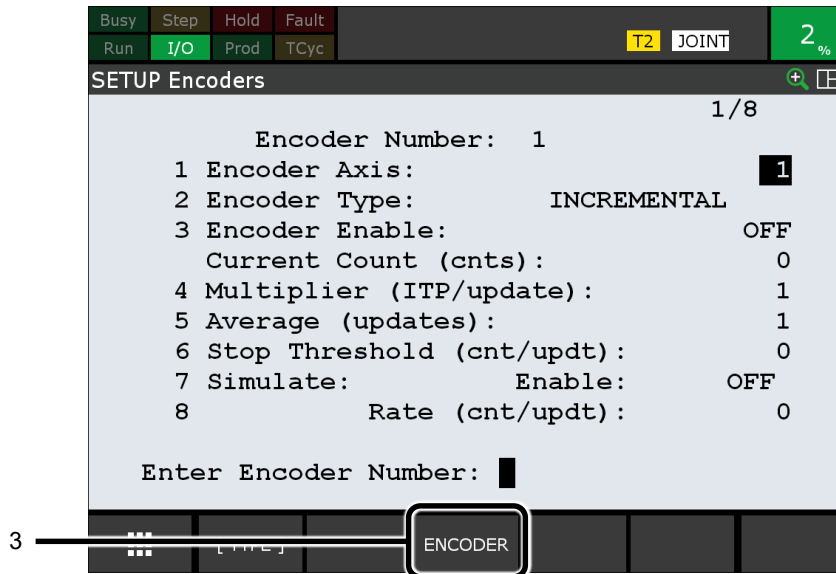 Busy Step Hold Fault
Run I/O Prod TCyc T2 JOINT 2%
SETUP Encoders
1/8
Encoder Number: 1
1 Encoder Axis: 1
2 Encoder Type: INCREMENTAL
3 Encoder Enable: OFF
Current Count (cnts): 0
4 Multiplier (ITP/update): 1
5 Average (updates): 1
6 Stop Threshold (cnt/updt): 0
7 Simulate: Enable: OFF
8 Rate (cnt/updt): 0
Enter Encoder Number:
3 [ TYPE ] ENCODER